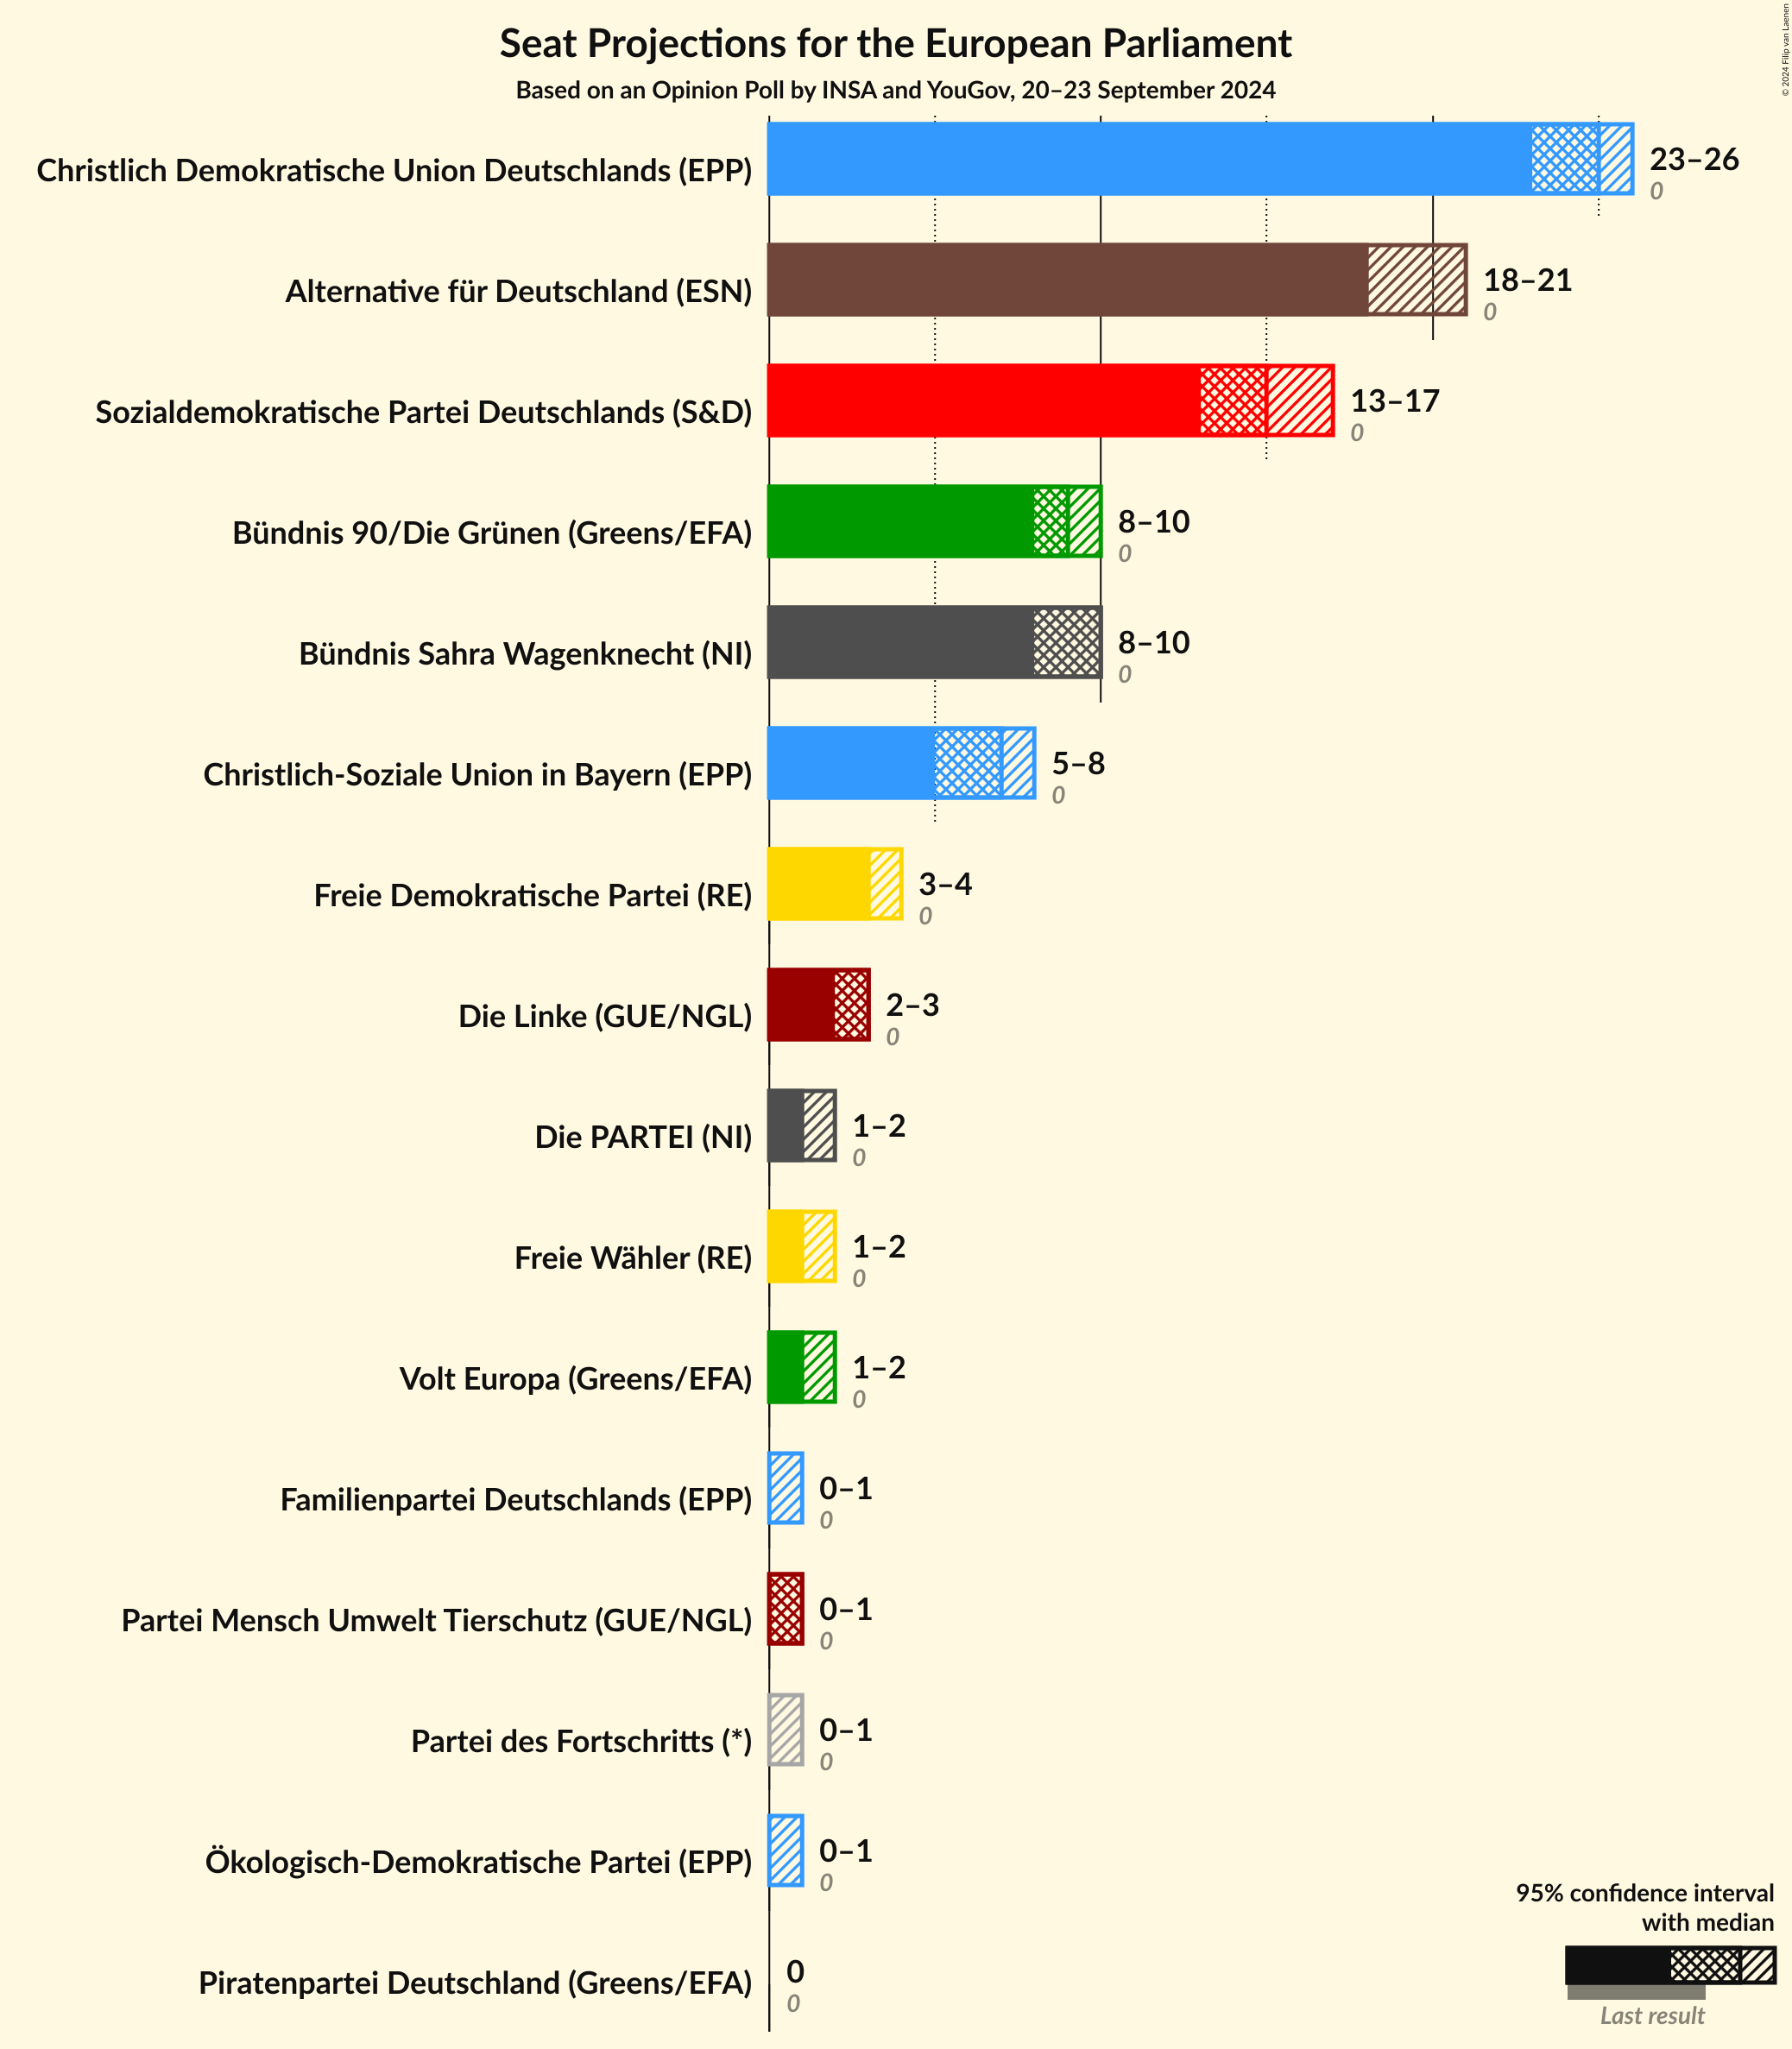 Seat Projections for the European Parliament
Based on an Opinion Poll by INSA and YouGov, 20–23 September 2024
© 2024 Filip van Laenen
Christlich Demokratische Union Deutschlands (EPP)
23–26
0
Alternative für Deutschland (ESN)
18–21
0
Sozialdemokratische Partei Deutschlands (S&D)
13–17
0
Bündnis 90/Die Grünen (Greens/EFA)
8–10
0
Bündnis Sahra Wagenknecht (NI)
8–10
0
Christlich-Soziale Union in Bayern (EPP)
5–8
0
Freie Demokratische Partei (RE)
3–4
0
Die Linke (GUE/NGL)
2–3
0
Die PARTEI (NI)
1–2
0
Freie Wähler (RE)
1–2
0
Volt Europa (Greens/EFA)
1–2
0
Familienpartei Deutschlands (EPP)
0–1
0
Partei Mensch Umwelt Tierschutz (GUE/NGL)
0–1
0
Partei des Fortschritts (*)
0–1
0
Ökologisch-Demokratische Partei (EPP)
0–1
0
Piratenpartei Deutschland (Greens/EFA)
0
0
95% confidence interval
with median
Last result